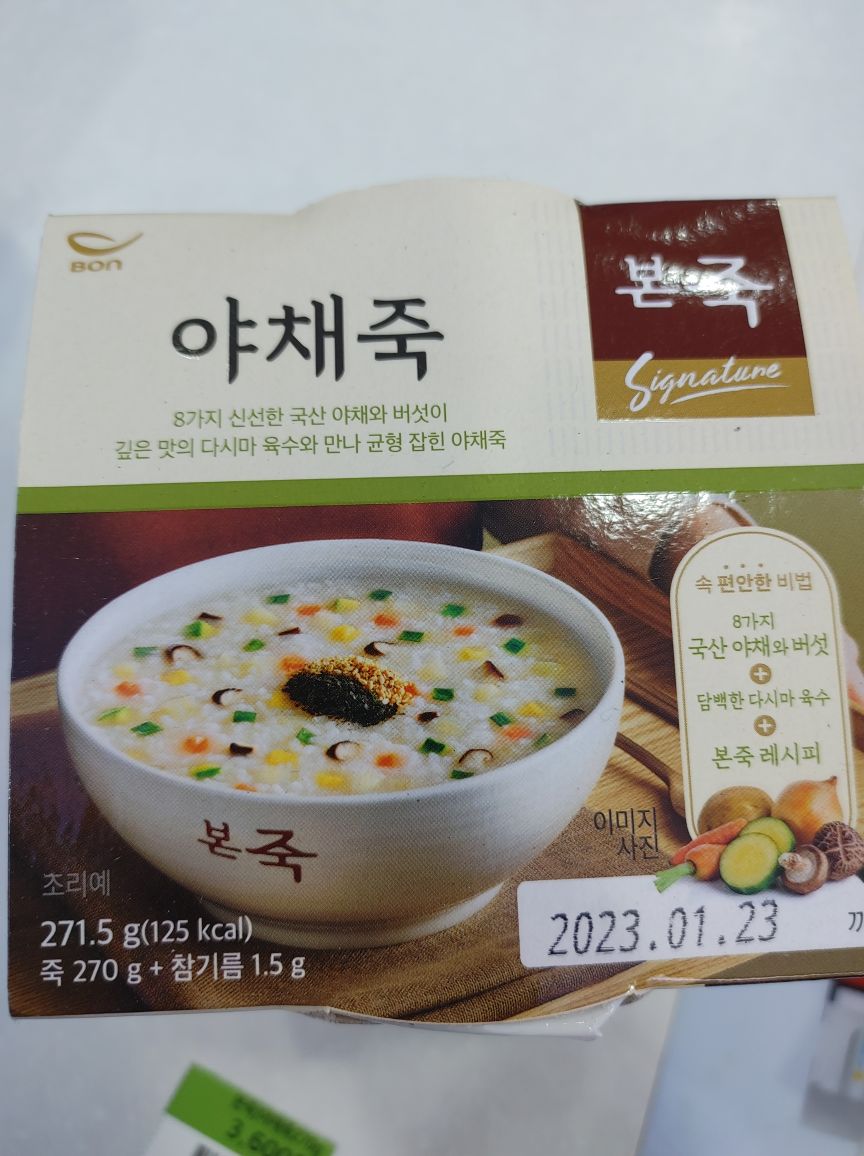 BON
야채죽
8가지 신선한 국산 야채와 버섯이
깊은 맛의 다시마 육수와 만나 균형 잡힌 야채죽
본죽
Signature
속 편안한 비법
8가지
국산 야채와 버섯
+
담백한 다시마 육수
+
본죽 레시피
본죽
이미지
사진
초리예
271.5 g(125 kcal)
죽 270 g + 참기름 1.5 g
2023.01.23